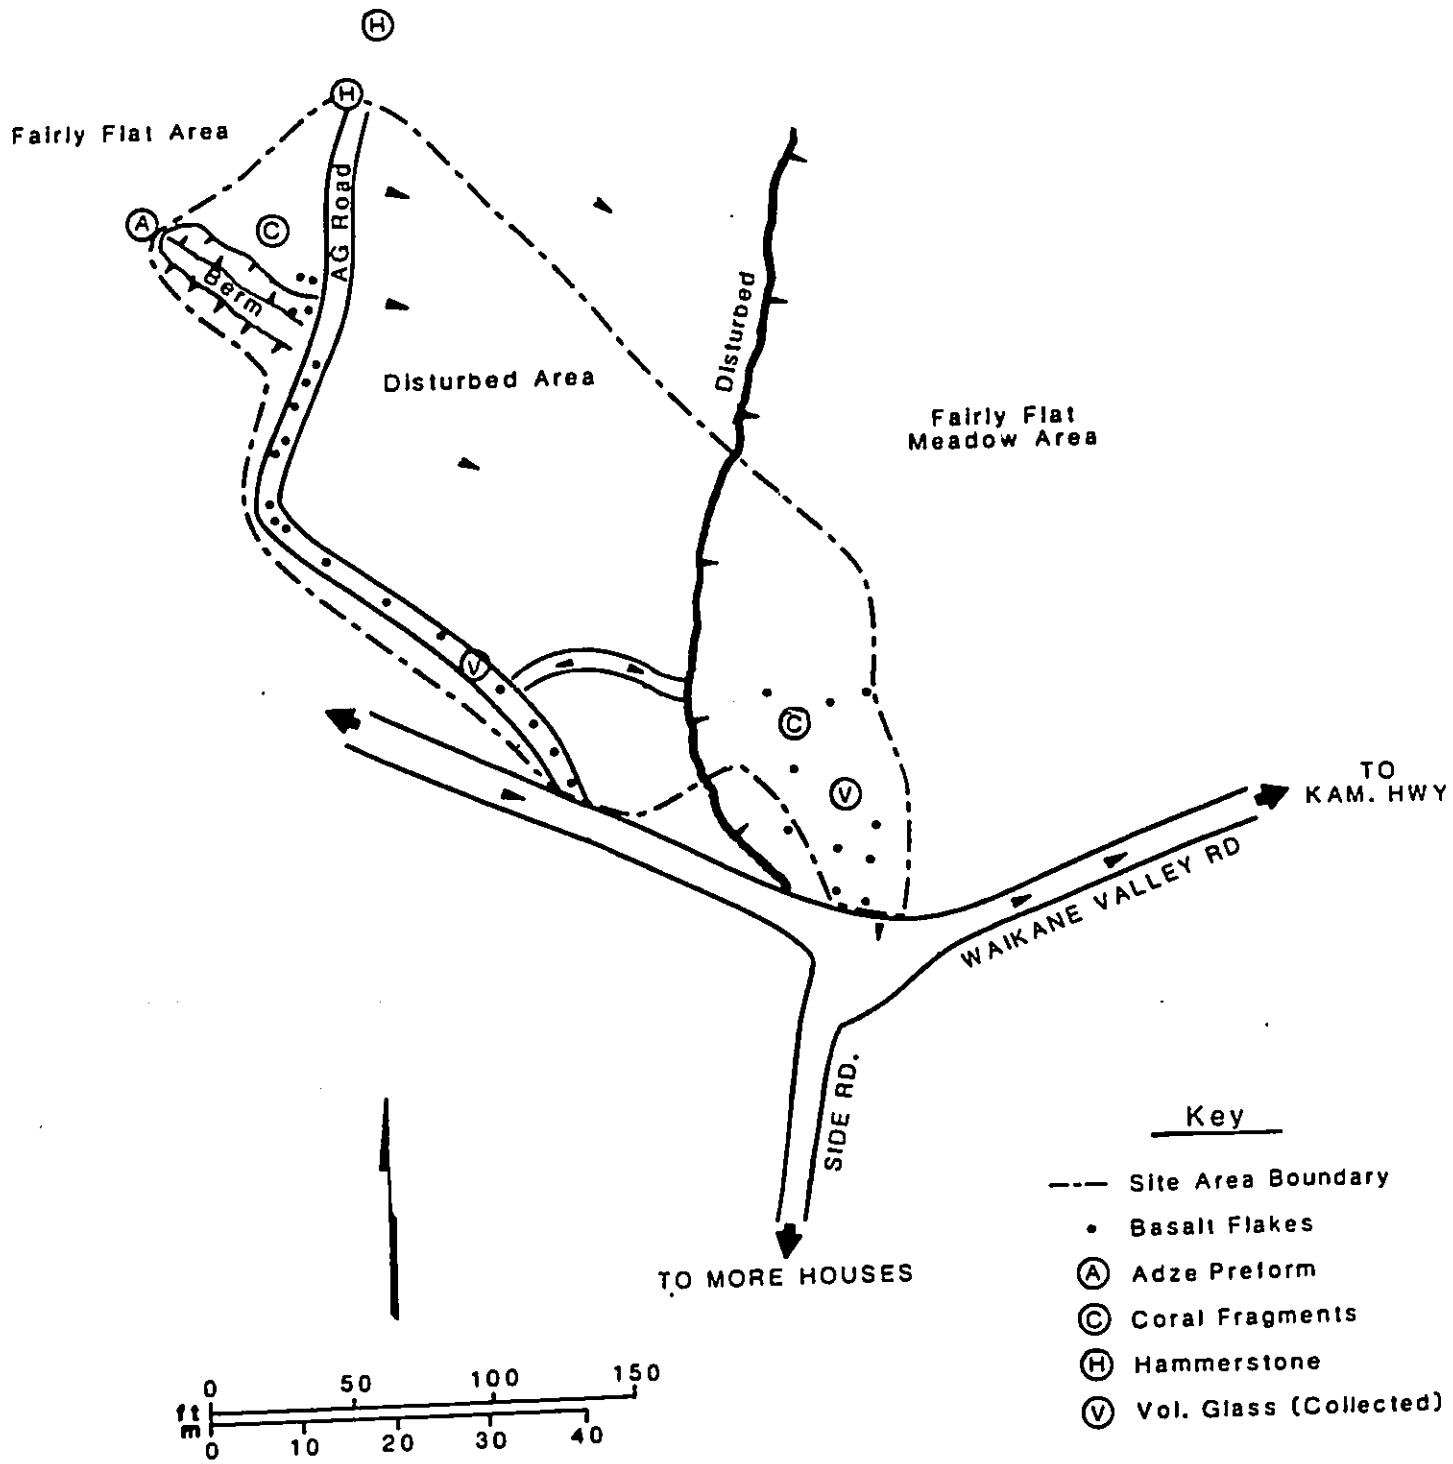 H
H
Fairly Flat Area
A
C
AG Road
Berm
Disturbed
Disturbed Area
Fairly Flat
Meadow Area
V
C
V
TO
KAM. HWY
WAIKANE VALLEY RD
SIDE RD.
TO MORE HOUSES
Key
Site Area Boundary
Basalt Flakes
A Adze Preform
C Coral Fragments
H Hammerstone
V Vol. Glass (Collected)
0 50 100 150
ft
m
0 10 20 30 40